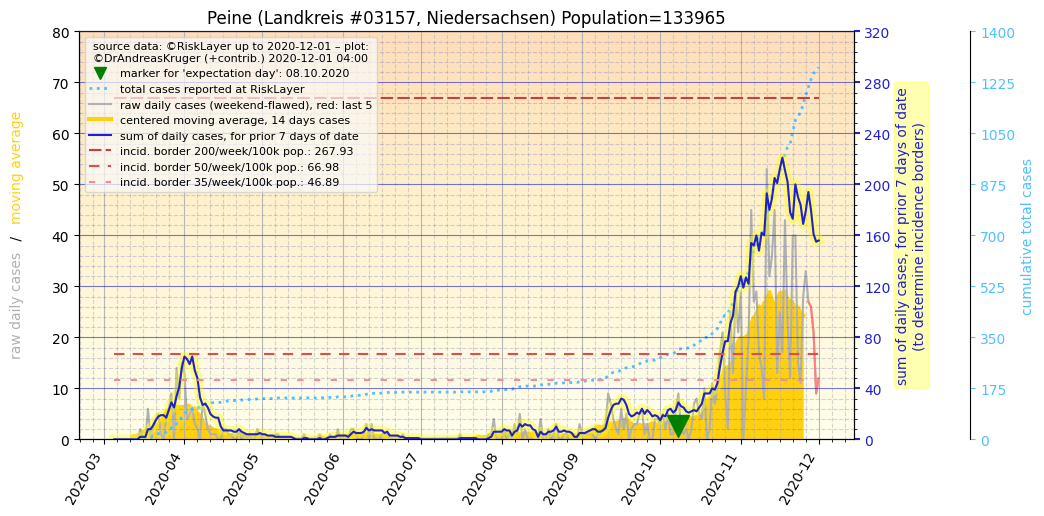 Peine (Landkreis #03157, Niedersachsen) Population=133965
source data: ©RiskLayer up to 2020-12-01 – plot:
©DrAndreasKruger (+contrib.) 2020-12-01 04:00
marker for 'expectation day': 08.10.2020
total cases reported at RiskLayer
raw daily cases (weekend-flawed), red: last 5
centered moving average, 14 days cases
sum of daily cases, for prior 7 days of date
incid. border 200/week/100k pop.: 267.93
incid. border 50/week/100k pop.: 66.98
incid. border 35/week/100k pop.: 46.89
raw daily cases / moving average
80
70
60
50
40
30
20
10
0
2020-03
2020-04
2020-05
2020-06
2020-07
2020-08
2020-09
2020-10
2020-11
2020-12
320
280
240
200
160
120
80
40
0
sum of daily cases, for prior 7 days of date
(to determine incidence borders)
1400
1225
1050
875
700
525
350
175
0
cumulative total cases